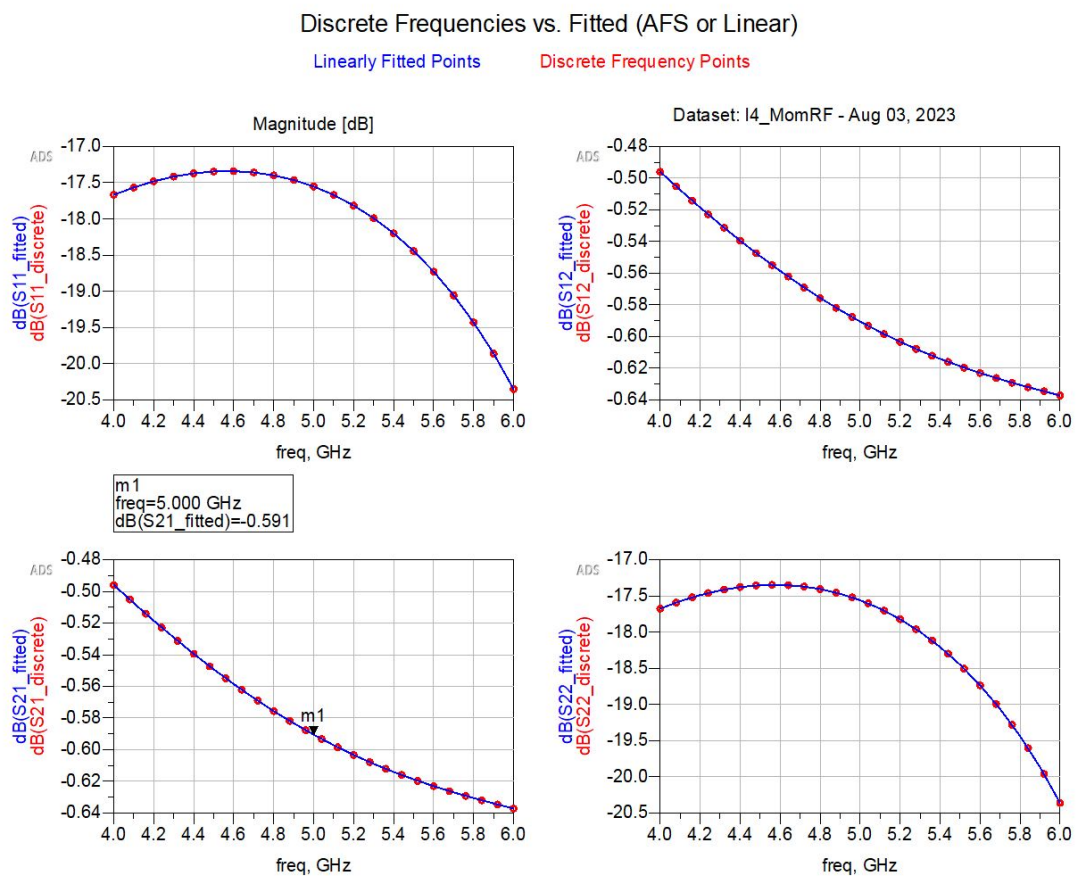 Discrete Frequencies vs. Fitted (AFS or Linear)
Linearly Fitted Points
Discrete Frequency Points
Magnitude [dB]
Dataset: I4_MomRF - Aug 03, 2023
ADS
dB(S11_fitted)
dB(S11_discrete)
-17.0
-17.5
-18.0
-18.5
-19.0
-19.5
-20.0
-20.5
4.0 4.2 4.4 4.6 4.8 5.0 5.2 5.4 5.6 5.8 6.0
freq, GHz
ADS
dB(S12_fitted)
dB(S12_discrete)
-0.48
-0.50
-0.52
-0.54
-0.56
-0.58
-0.60
-0.62
-0.64
4.0 4.2 4.4 4.6 4.8 5.0 5.2 5.4 5.6 5.8 6.0
freq, GHz
m1
freq=5.000 GHz
dB(S21_fitted)=-0.591
ADS
dB(S21_fitted)
dB(S21_discrete)
-0.48
-0.50
-0.52
-0.54
-0.56
-0.58
-0.60
-0.62
-0.64
m1
4.0 4.2 4.4 4.6 4.8 5.0 5.2 5.4 5.6 5.8 6.0
freq, GHz
ADS
dB(S22_fitted)
dB(S22_discrete)
-17.0
-17.5
-18.0
-18.5
-19.0
-19.5
-20.0
-20.5
4.0 4.2 4.4 4.6 4.8 5.0 5.2 5.4 5.6 5.8 6.0
freq, GHz